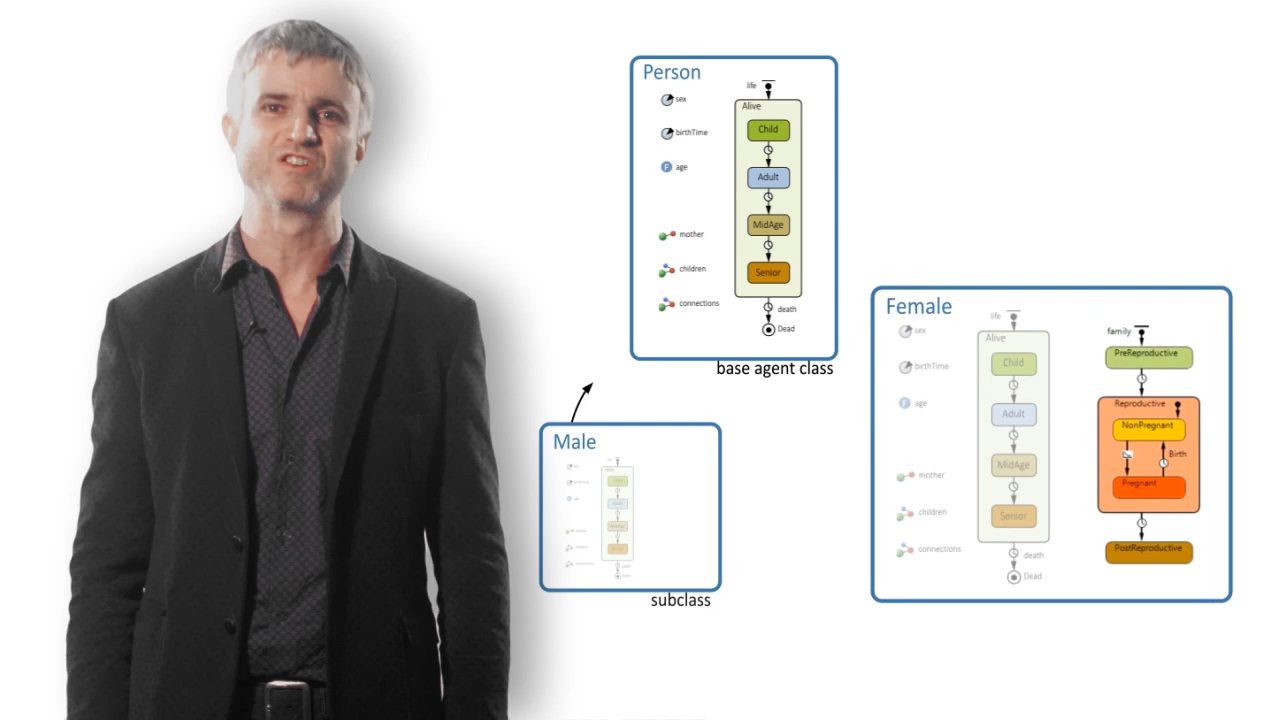 Person
life
sex
Alive
birthTime
Child
age
Adult
MidAge
mother
children
Senior
connections
death
Dead
base agent class
Male
subclass
Female
life
sex
Alive
birthTime
Child
age
Adult
MidAge
mother
children
Senior
connections
death
Dead
family
PreReproductive
Reproductive
NonPregnant
Birth
Pregnant
PostReproductive